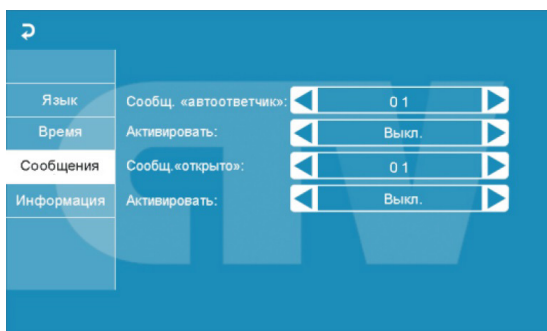 Язык
Сообщ. «автоответчик»: 01
Время
Активировать: Выкл.
Сообщения
Сообщ.«открыто»: 01
Информация
Активировать: Выкл.